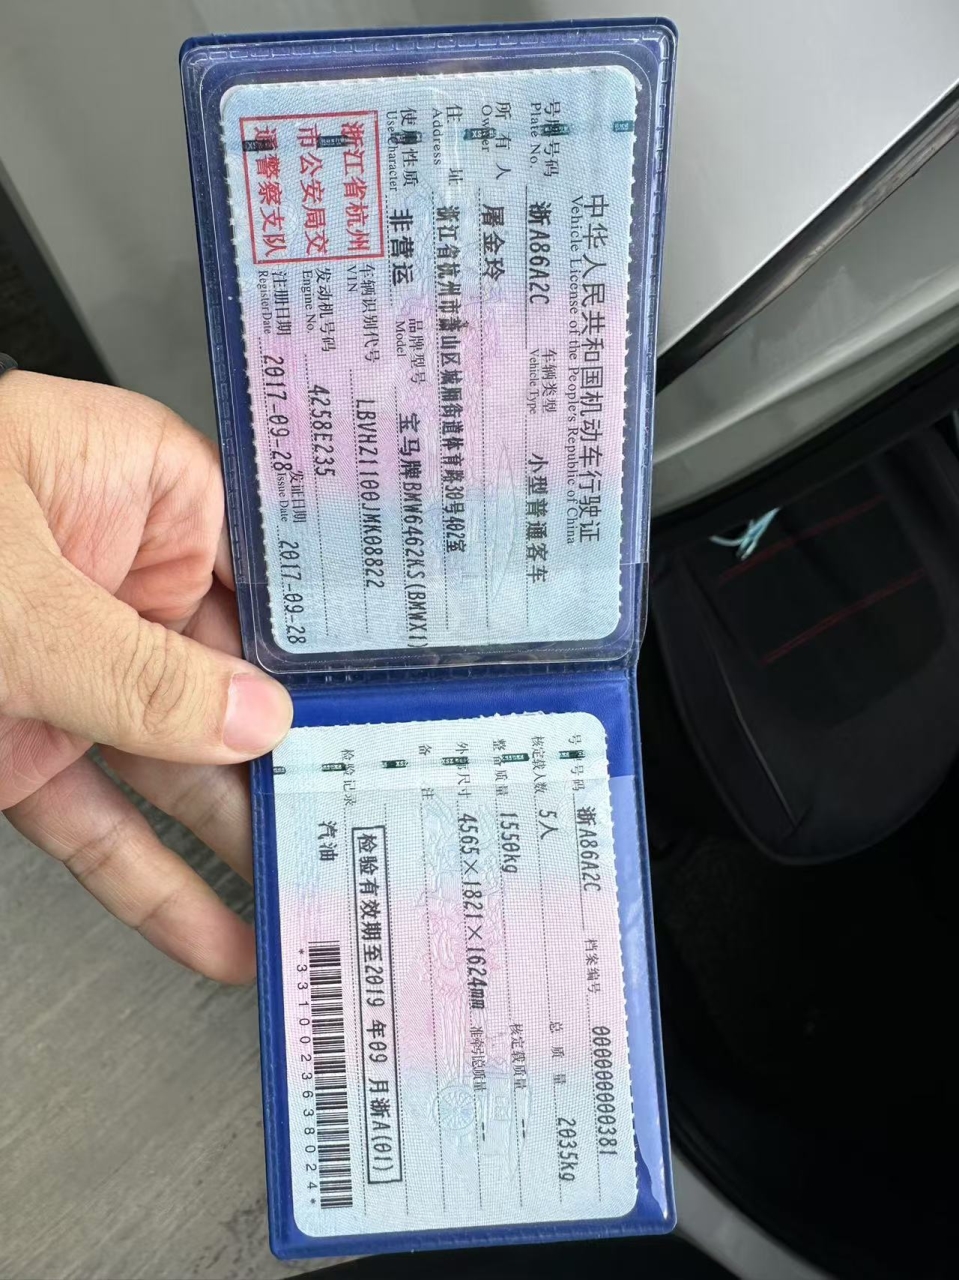 中华人民共和国机动车行驶证
Vehicle License of the People's Republic of China
号牌号码 浙A86A2C 车辆类型 小型普通客车
Plate No. Vehicle Type
所有人 屠金玲
Owner
住址 浙江省杭州市萧山区城厢街道体育路39号402室
Address
使用性质 非营运 品牌型号 宝马牌BMW6462KS(BMWX1)
Use Character Model
浙江省杭州
市公安局交
通警察支队
车辆识别代号 LBVHZ1100JMK08822
VIN
发动机号码 4258E235
Engine No.
注册日期 2017-09-28 发证日期 2017-09-28
Register Date Issue Date
号牌号码 浙A86A2C 档案编号 000000000381
核定载人数 5人 总质量 2035kg
整备质量 1550kg 核定载质量 --
外廓尺寸 4565×1821×1624mm 准牵引总质量 --
备注
检验有效期至2019年09月浙A(01)
检验记录
汽油
*3310023638024*